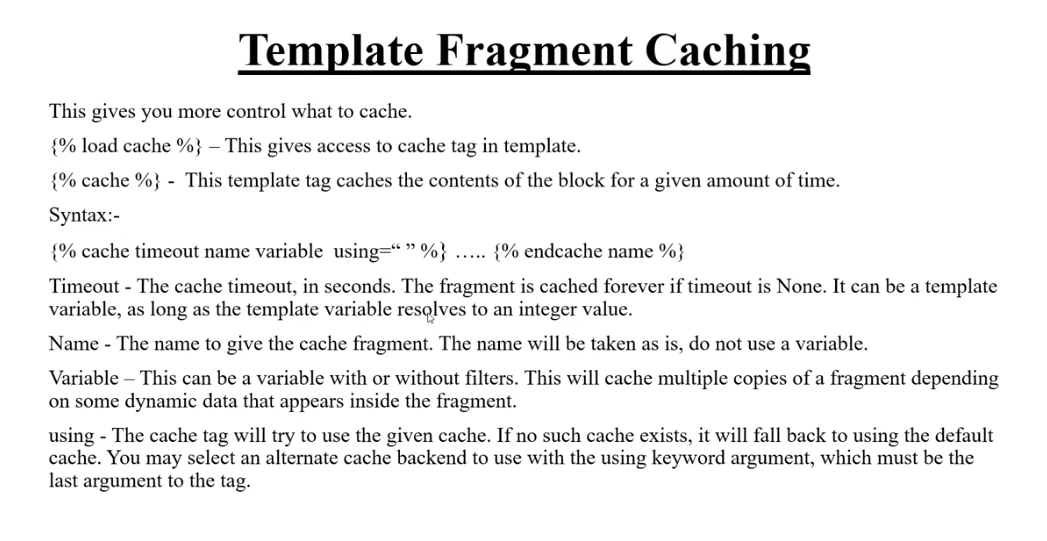 Template Fragment Caching
This gives you more control what to cache.
{% load cache %} – This gives access to cache tag in template.
{% cache %} - This template tag caches the contents of the block for a given amount of time.
Syntax:-
{% cache timeout name variable using=“ ” %} ….. {% endcache name %}
Timeout - The cache timeout, in seconds. The fragment is cached forever if timeout is None. It can be a template
variable, as long as the template variable resolves to an integer value.
Name - The name to give the cache fragment. The name will be taken as is, do not use a variable.
Variable – This can be a variable with or without filters. This will cache multiple copies of a fragment depending
on some dynamic data that appears inside the fragment.
using - The cache tag will try to use the given cache. If no such cache exists, it will fall back to using the default
cache. You may select an alternate cache backend to use with the using keyword argument, which must be the
last argument to the tag.